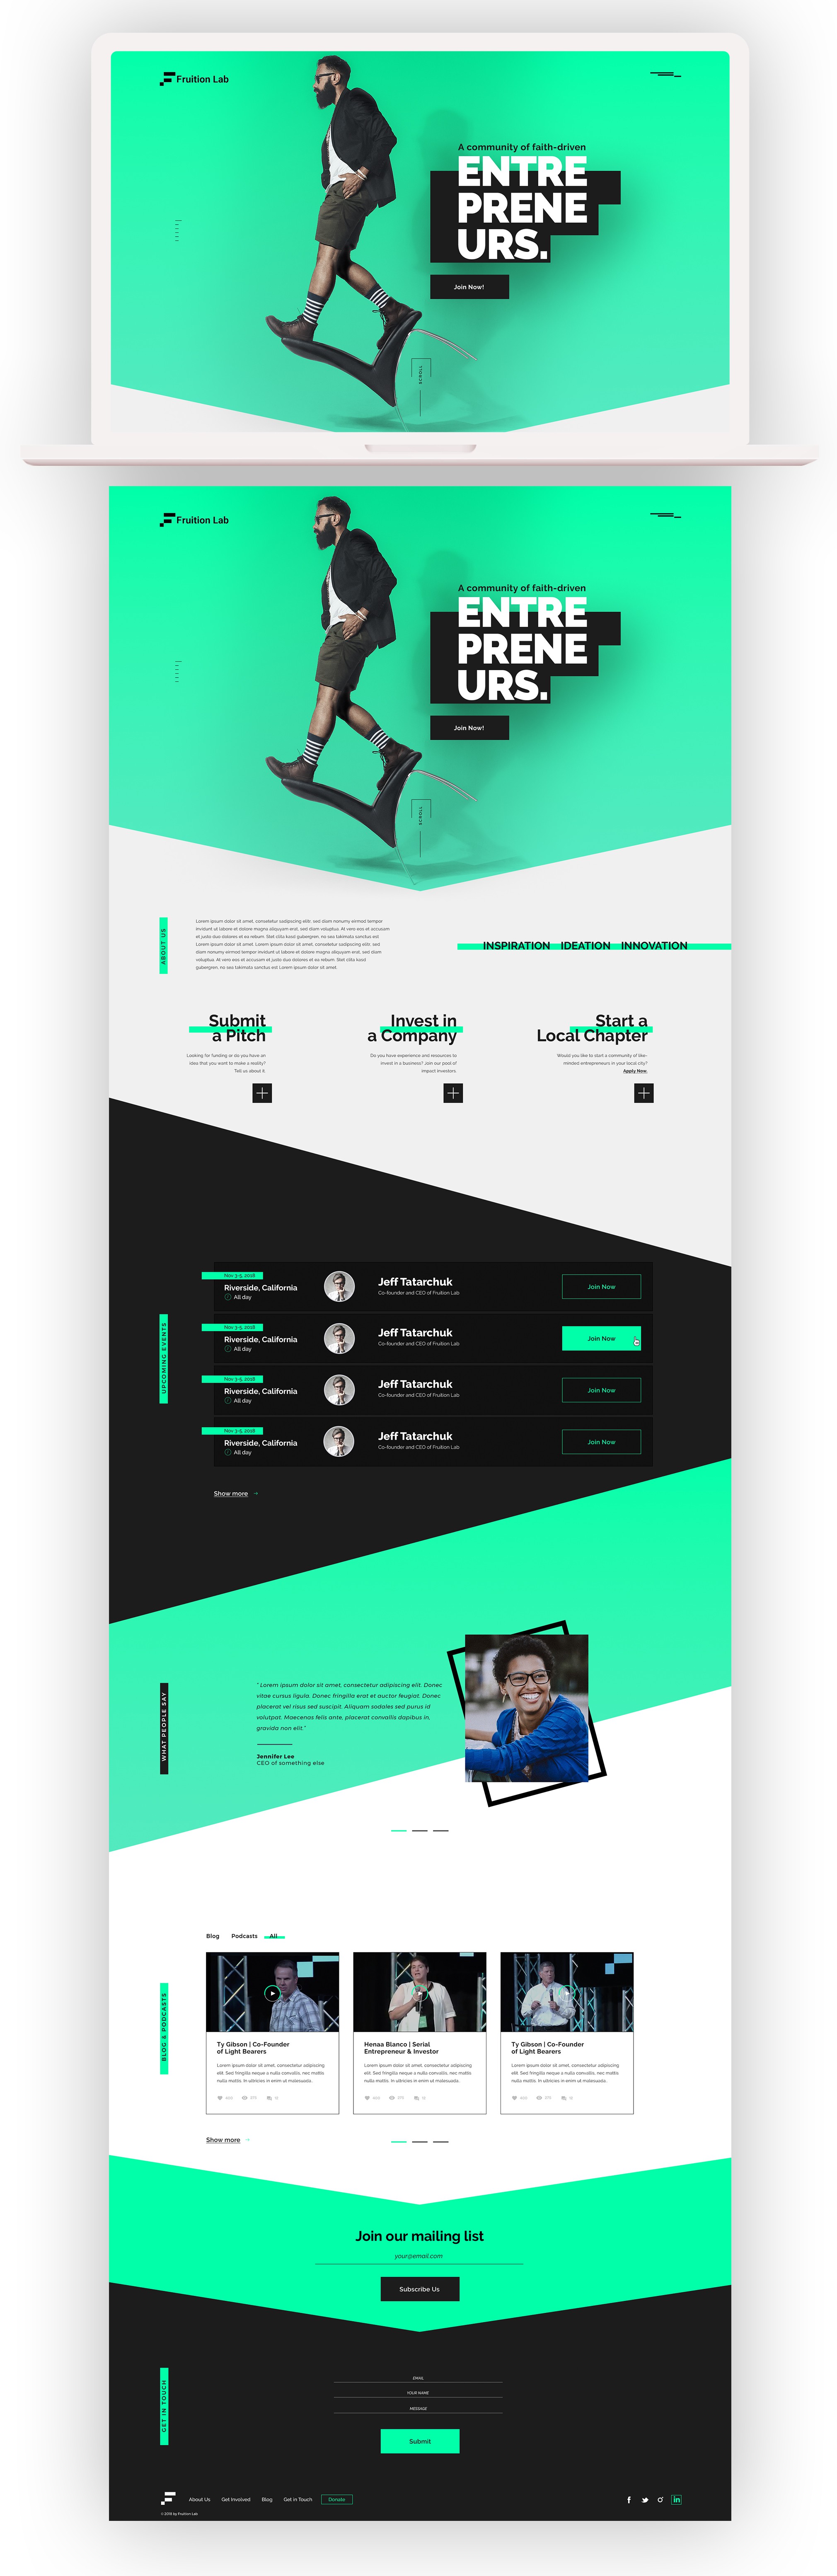 Fruition Lab
A community of faith-driven
ENTRE
PRENE
URS.
Join Now!
SCROLL
Fruition Lab
A community of faith-driven
ENTRE
PRENE
URS.
Join Now!
SCROLL
ABOUT US
Lorem ipsum dolor sit amet, consetetur sadipscing elitr, sed diam nonumy eirmod tempor
invidunt ut labore et dolore magna aliquyam erat, sed diam voluptua. At vero eos et accusam
et justo duo dolores et ea rebum. Stet clita kasd gubergren, no sea takimata sanctus est
Lorem ipsum dolor sit amet. Lorem ipsum dolor sit amet, consetetur sadipscing elitr, sed
diam nonumy eirmod tempor invidunt ut labore et dolore magna aliquyam erat, sed diam
voluptua. At vero eos et accusam et justo duo dolores et ea rebum. Stet clita kasd
gubergren, no sea takimata sanctus est Lorem ipsum dolor sit amet.
INSPIRATION IDEATION INNOVATION
Submit
a Pitch
Looking for funding or do you have an
idea that you want to make a reality?
Tell us about it.
Invest in
a Company
Do you have experience and resources to
invest in a business? Join our pool of
impact investors.
Start a
Local Chapter
Would you like to start a community of like-
minded entrepreneurs in your local city?
Apply Now.
UPCOMING EVENTS
Nov 3-5, 2018
Riverside, California
All day
Jeff Tatarchuk
Co-founder and CEO of Fruition Lab
Join Now
Nov 3-5, 2018
Riverside, California
All day
Jeff Tatarchuk
Co-founder and CEO of Fruition Lab
Join Now
Nov 3-5, 2018
Riverside, California
All day
Jeff Tatarchuk
Co-founder and CEO of Fruition Lab
Join Now
Nov 3-5, 2018
Riverside, California
All day
Jeff Tatarchuk
Co-founder and CEO of Fruition Lab
Join Now
Show more
WHAT PEOPLE SAY
" Lorem ipsum dolor sit amet, consectetur adipiscing elit. Donec
vitae cursus ligula. Donec fringilla erat et auctor feugiat. Donec
placerat vel risus sed suscipit. Aliquam sodales sed purus id
volutpat. Maecenas felis ante, placerat convallis dapibus in,
gravida non elit."
Jennifer Lee
CEO of something else
Blog Podcasts All
BLOG & PODCASTS
Ty Gibson | Co-Founder
of Light Bearers
Lorem ipsum dolor sit amet, consectetur adipiscing
elit. Sed fringilla neque a nulla convallis, nec mattis
nulla mattis. In ultricies in enim ut malesuada.
Henaa Blanco | Serial
Entrepreneur & Investor
Lorem ipsum dolor sit amet, consectetur adipiscing
elit. Sed fringilla neque a nulla convallis, nec mattis
nulla mattis. In ultricies in enim ut malesuada.
Ty Gibson | Co-Founder
of Light Bearers
Lorem ipsum dolor sit amet, consectetur adipiscing
elit. Sed fringilla neque a nulla convallis, nec mattis
nulla mattis. In ultricies in enim ut malesuada.
Show more
Join our mailing list
your@email.com
Subscribe Us
GET IN TOUCH
EMAIL
YOUR NAME
MESSAGE
Submit
About Us Get Involved Blog Get in Touch Donate
© 2019 by Fruition Lab